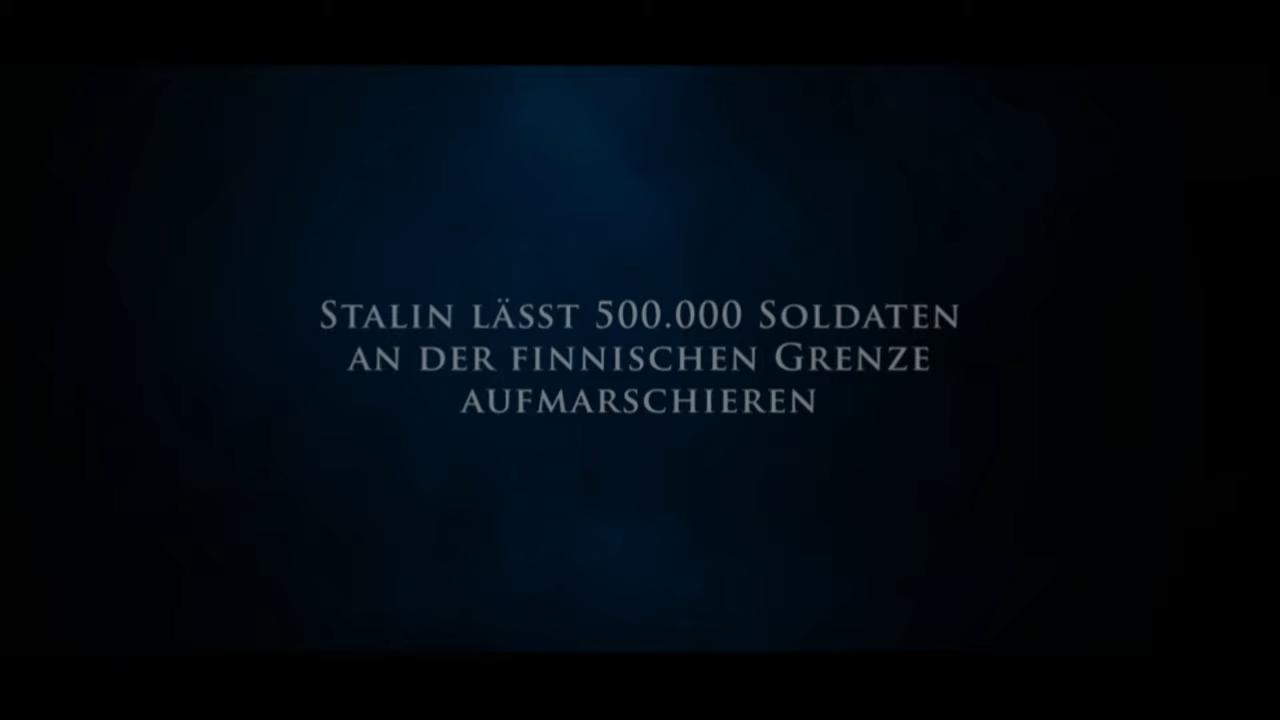 Stalin lässt 500.000 Soldaten
an der finnischen Grenze
aufmarschieren